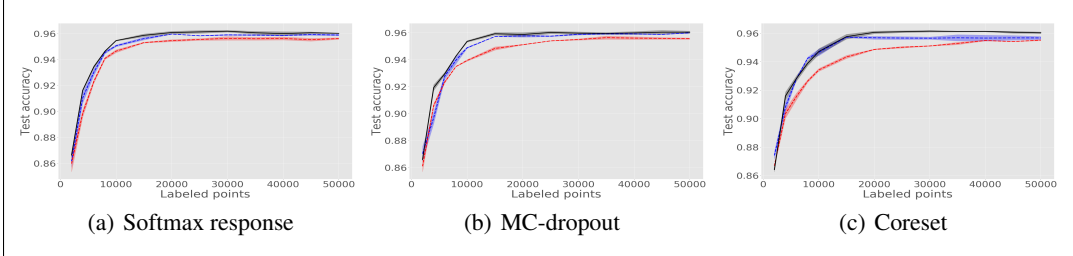 0.96
0.94
0.92
0.90
0.88
0.86
Test accuracy
0 10000 20000 30000 40000 50000
Labeled points
(a) Softmax response
0.96
0.94
0.92
0.90
0.88
0.86
Test accuracy
0 10000 20000 30000 40000 50000
Labeled points
(b) MC-dropout
0.96
0.94
0.92
0.90
0.88
0.86
Test accuracy
0 10000 20000 30000 40000 50000
Labeled points
(c) Coreset